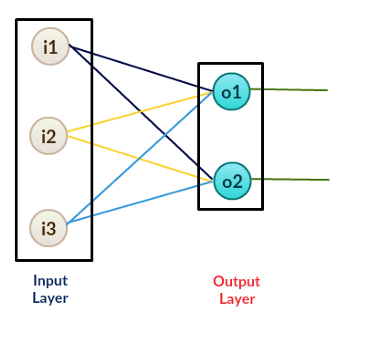 i1
i2
i3
o1
o2
Input
Layer
Output
Layer